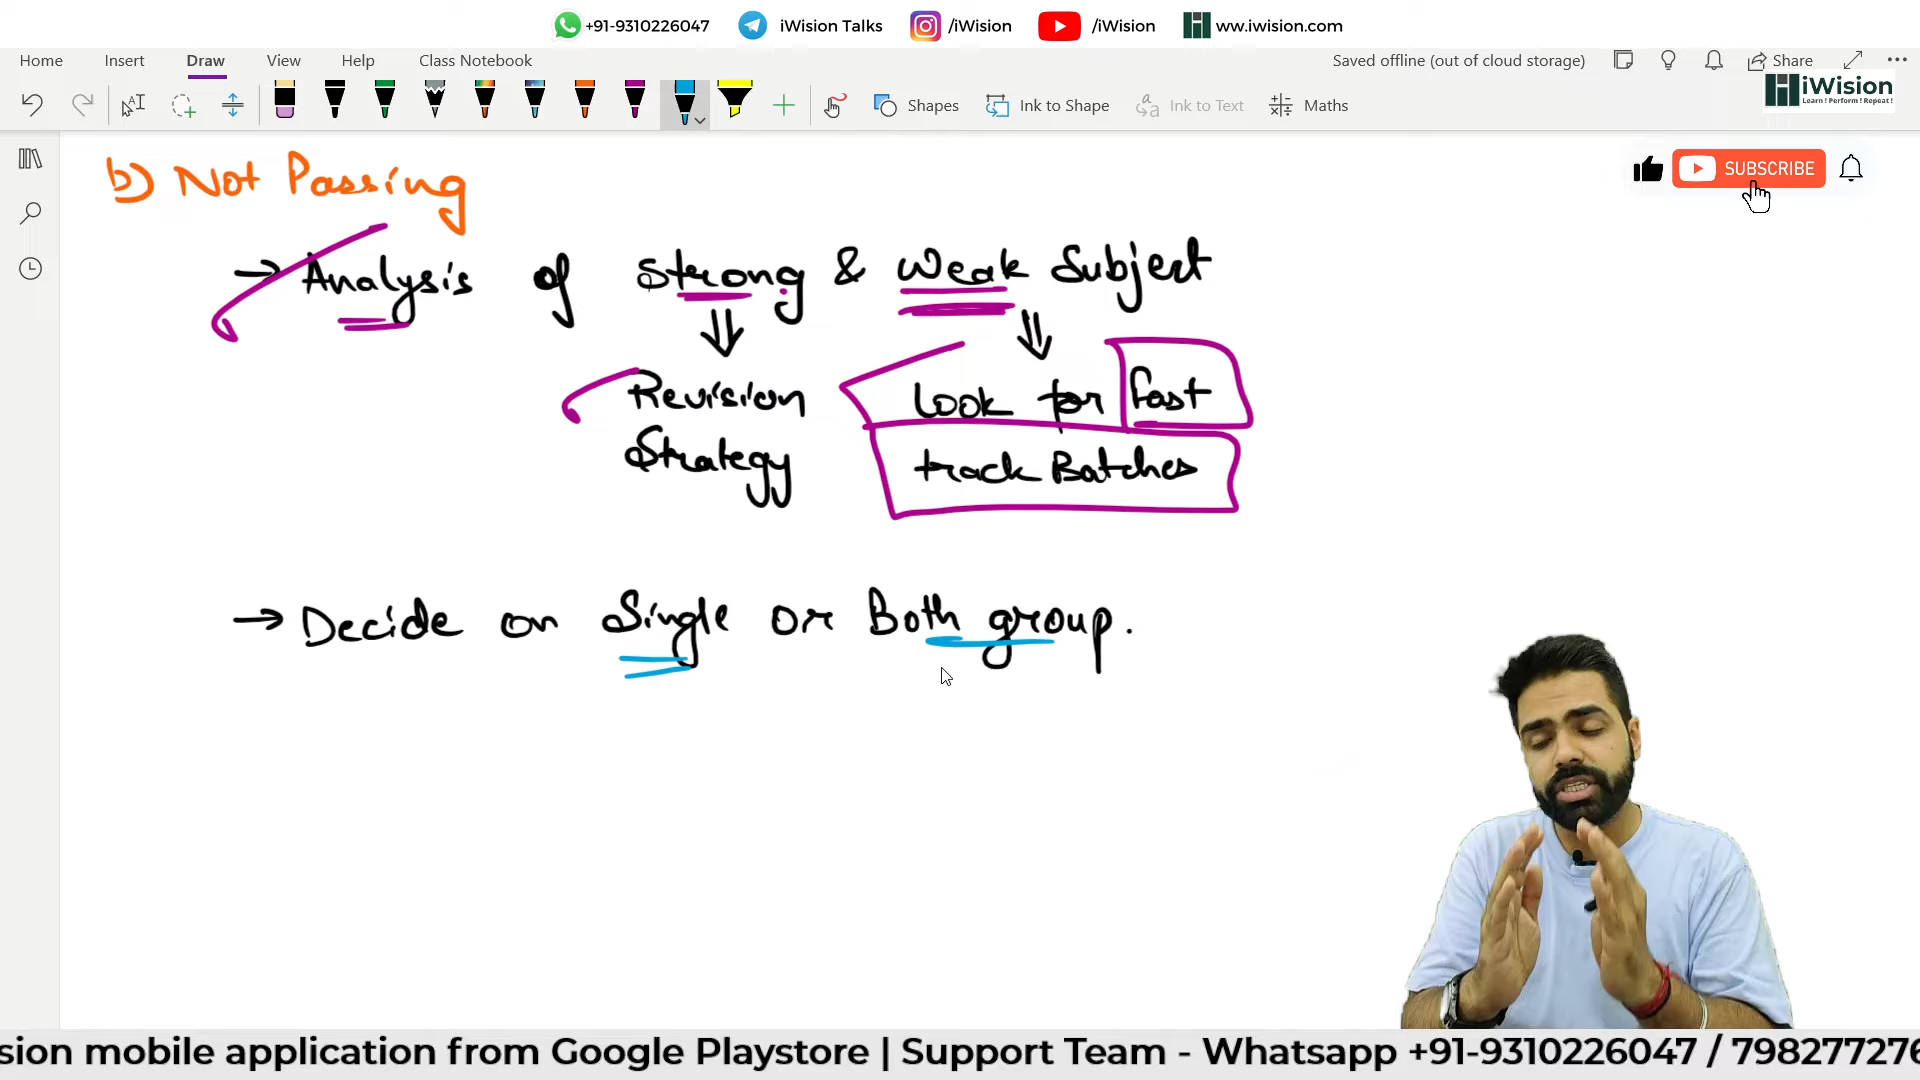 +91-9310226047 iWision Talks /iWision /iWision ww.iwision.com
Home Insert Draw View Help Class Notebook Saved offline (out of cloud storage) Share
Shapes Ink to Shape Ink to Text Maths
iWision
Learn ! Perform ! Repeat !
SUBSCRIBE
b) Not Passing
→ Analysis of Strong & Weak Subject
Revision Look for fast
Strategy track Batches
→ Decide on Single or Both group.
sion mobile application from Google Playstore | Support Team - Whatsapp +91-9310226047 / 798277276